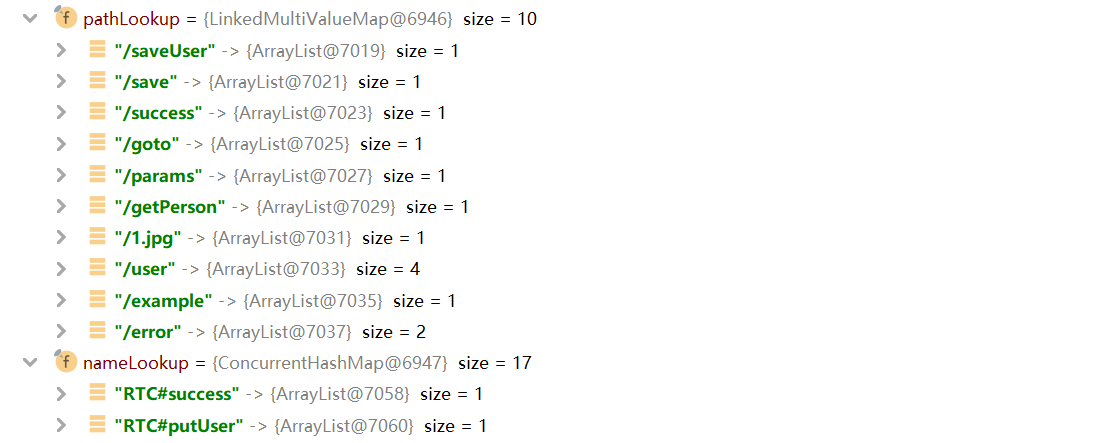 f pathLookup = {LinkedMultiValueMap@6946} size = 10
"/saveUser" -> {ArrayList@7019} size = 1
"/save" -> {ArrayList@7021} size = 1
"/success" -> {ArrayList@7023} size = 1
"/goto" -> {ArrayList@7025} size = 1
"/params" -> {ArrayList@7027} size = 1
"/getPerson" -> {ArrayList@7029} size = 1
"/1.jpg" -> {ArrayList@7031} size = 1
"/user" -> {ArrayList@7033} size = 4
"/example" -> {ArrayList@7035} size = 1
"/error" -> {ArrayList@7037} size = 2
f nameLookup = {ConcurrentHashMap@6947} size = 17
"RTC#success" -> {ArrayList@7058} size = 1
"RTC#putUser" -> {ArrayList@7060} size = 1